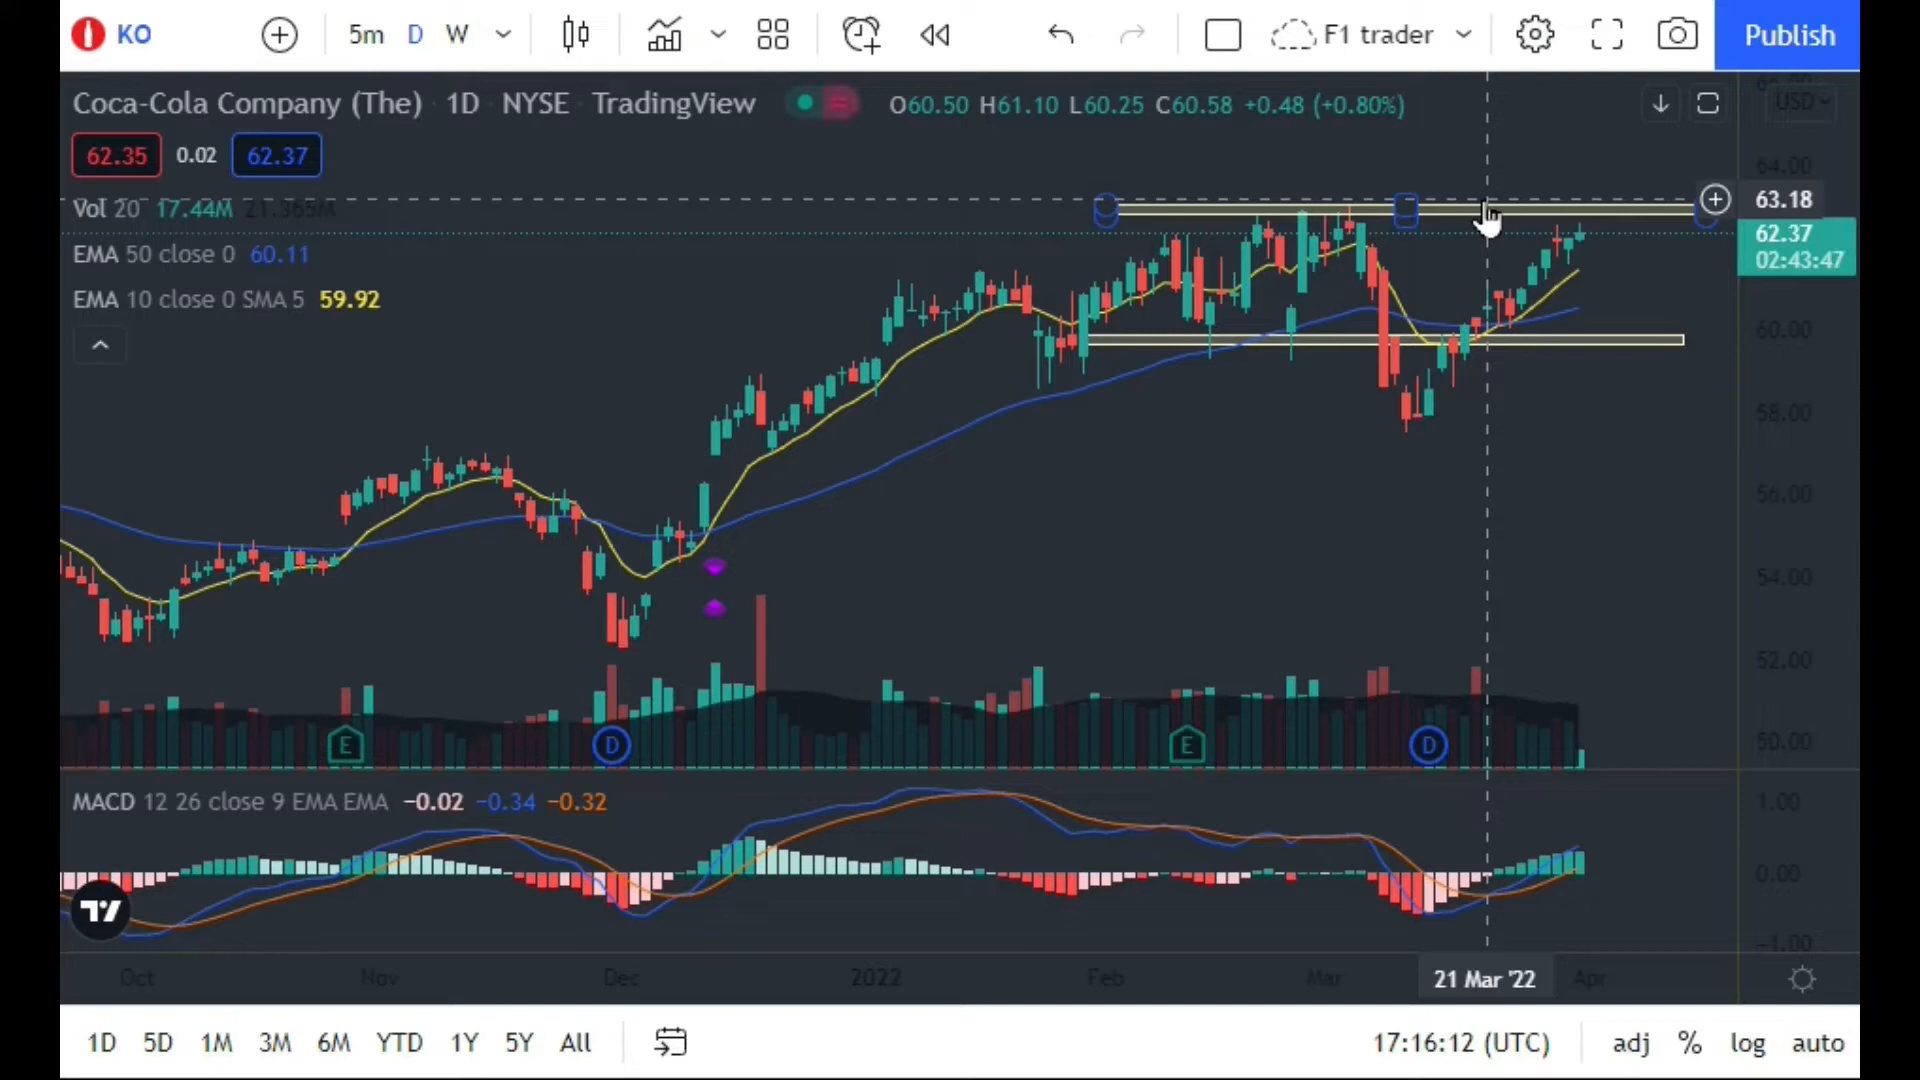 KO 5m D W F1 trader Publish
Coca-Cola Company (The) 1D NYSE TradingView O60.50 H61.10 L60.25 C60.58 +0.48 (+0.80%) USD
62.35 0.02 62.37
64.00
Vol 20 17.44M 21.365M 63.18
62.37
EMA 50 close 0 60.11 02:43:47
EMA 10 close 0 SMA 5 59.92
60.00
58.00
56.00
54.00
52.00
E D E D 50.00
MACD 12 26 close 9 EMA EMA −0.02 −0.34 −0.32 1.00
0.00
−1.00
Oct Nov Dec 2022 Feb Mar 21 Mar '22 Apr
1D 5D 1M 3M 6M YTD 1Y 5Y All 17:16:12 (UTC) adj % log auto